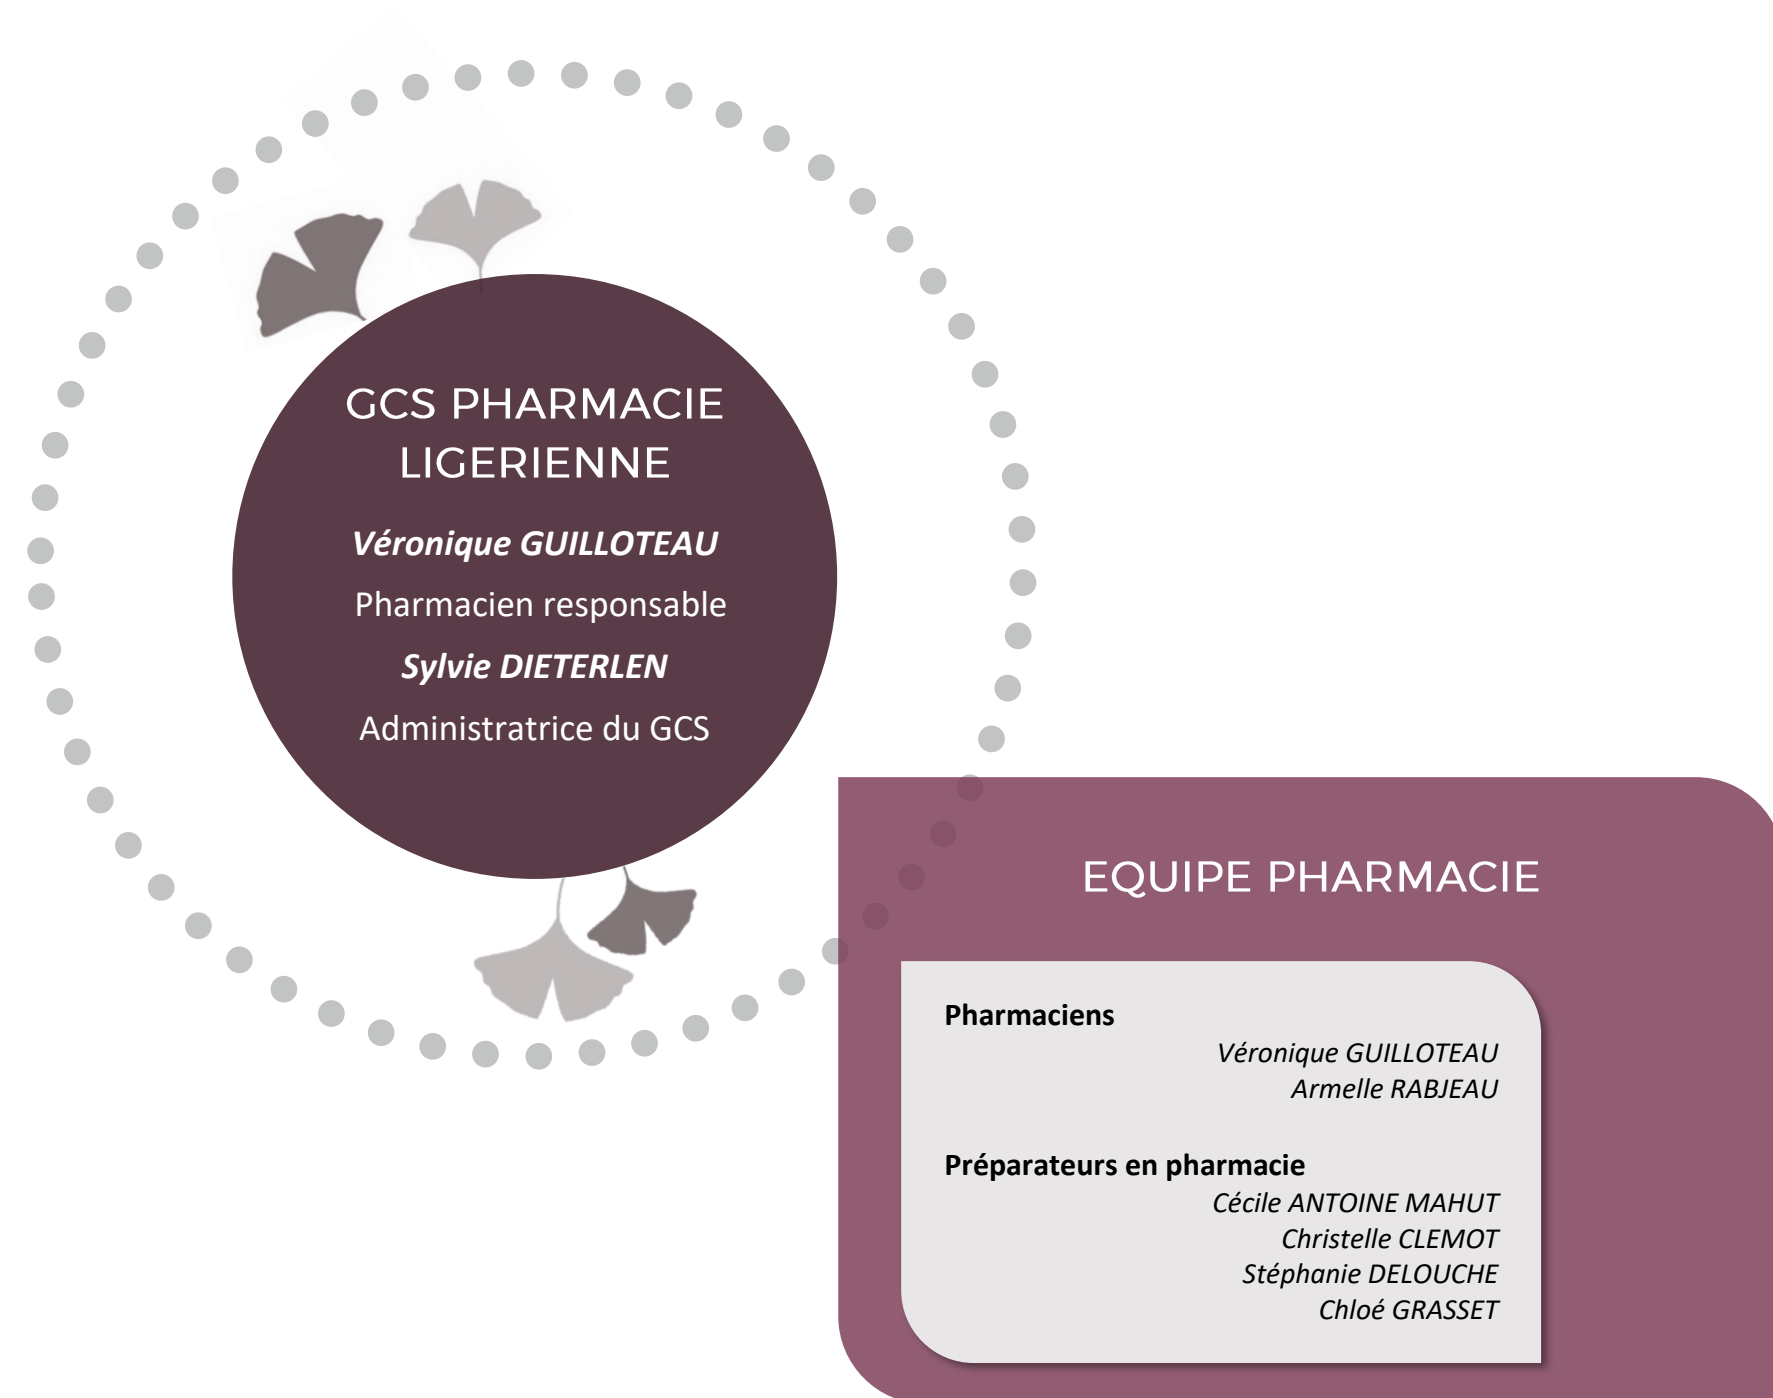 GCS PHARMACIE
LIGERIENNE
Véronique GUILLOTEAU
Pharmacien responsable
Sylvie DIETERLEN
Administratrice du GCS
EQUIPE PHARMACIE
Pharmaciens
Véronique GUILLOTEAU
Armelle RABJEAU
Préparateurs en pharmacie
Cécile ANTOINE MAHUT
Christelle CLEMOT
Stéphanie DELOUCHE
Chloé GRASSET